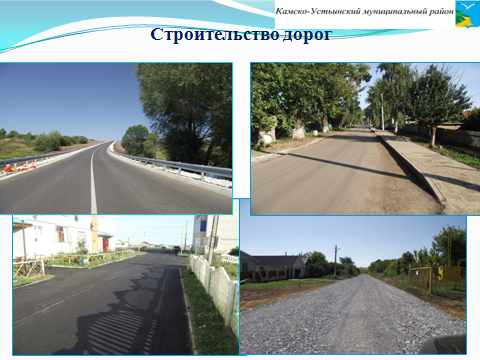 Камско-Устьинский муниципальный район
Строительство дорог